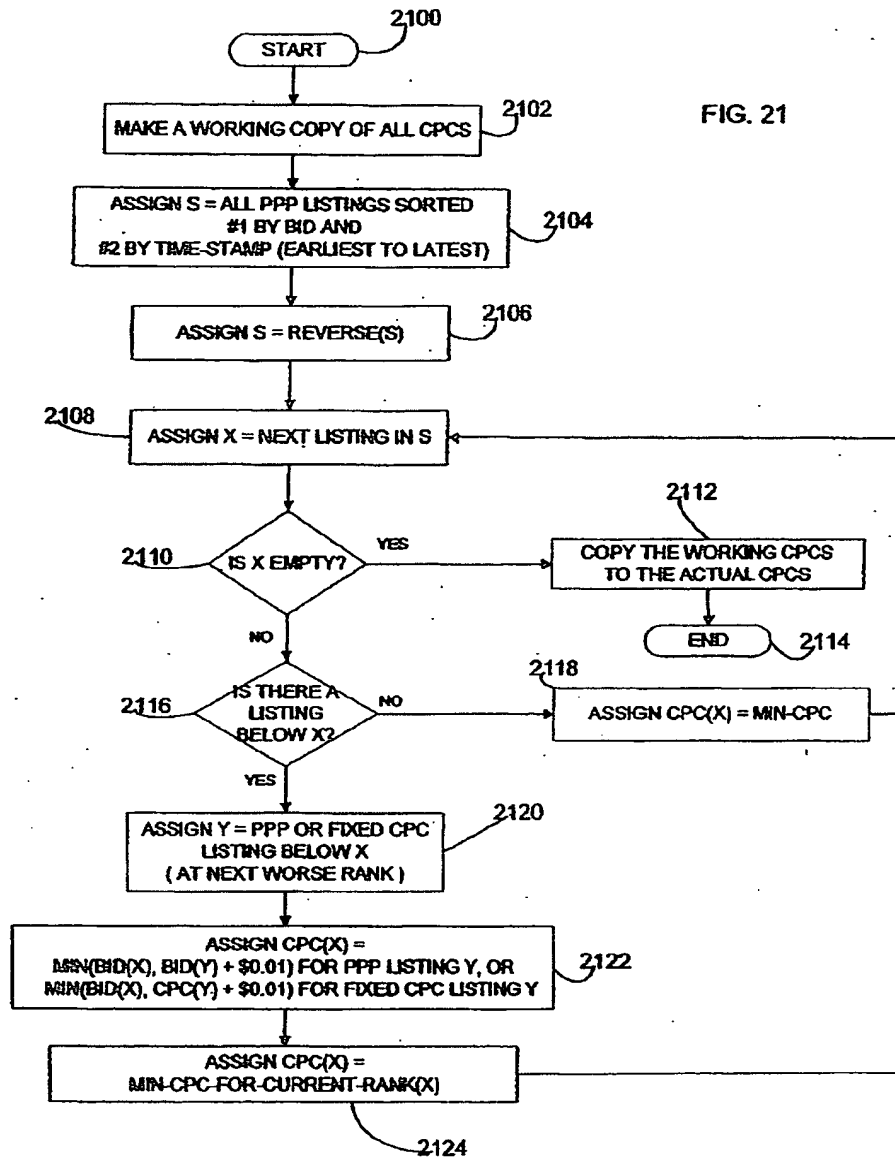 2100
START
FIG. 21
2102
MAKE A WORKING COPY OF ALL CPCS
ASSIGN S = ALL PPP LISTINGS SORTED
#1 BY BID AND
#2 BY TIME-STAMP (EARLIEST TO LATEST)
2104
ASSIGN S = REVERSE(S)
2106
2108
ASSIGN X = NEXT LISTING IN S
2110
IS X EMPTY?
YES
2112
COPY THE WORKING CPCS
TO THE ACTUAL CPCS
NO
END
2114
2116
IS THERE A
LISTING
BELOW X?
NO
2118
ASSIGN CPC(X) = MIN-CPC
YES
2120
ASSIGN Y = PPP OR FIXED CPC
LISTING BELOW X
( AT NEXT WORSE RANK )
ASSIGN CPC(X) =
MIN(BID(X), BID(Y) + $0.01) FOR PPP LISTING Y, OR
MIN(BID(X), CPC(Y) + $0.01) FOR FIXED CPC LISTING Y
2122
ASSIGN CPC(X) =
MIN-CPC-FOR-CURRENT-RANK(X)
2124